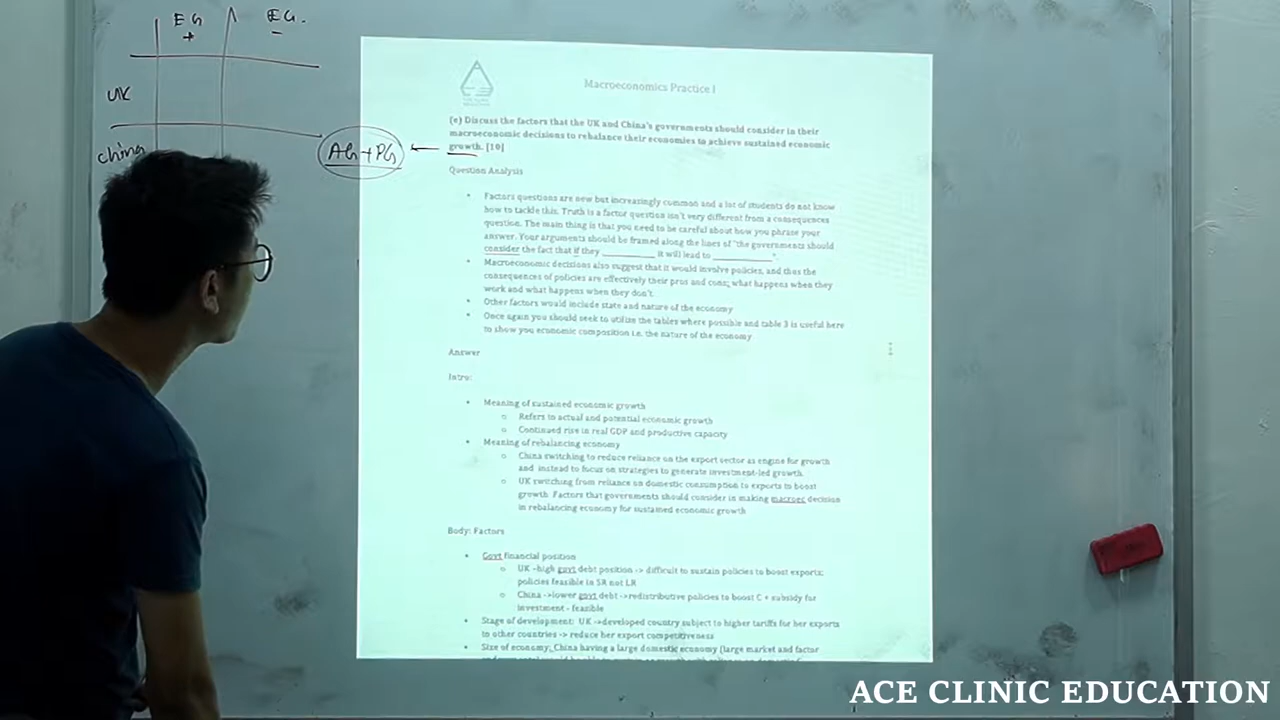 EG EG.
+ -
UK
China
AG+PG
Macroeconomics Practice I
(e) Discuss the factors that the UK and China's governments should consider in their
macroeconomic decisions to rebalance their economies to achieve sustained economic
growth. [10]
Question Analysis
Factors questions are new but increasingly common and a lot of students do not know
how to tackle this. Truth is a factor question isn't very different from a consequences
question. The main thing is that you need to be careful about how you phrase your
answer. Your arguments should be framed along the lines of "the governments should
consider the fact that if they __________ it will lead to ___________".
Macroeconomic decisions also suggest that it would involve policies, and thus the
consequences of policies are effectively their pros and cons; what happens when they
work and what happens when they don't.
Other factors would include state and nature of the economy
Once again you should seek to utilize the tables where possible and table 3 is useful here
to show you economic composition i.e. the nature of the economy
Answer
Intro:
Meaning of sustained economic growth
Refers to actual and potential economic growth
Continued rise in real GDP and productive capacity
Meaning of rebalancing economy
China switching to reduce reliance on the export sector as engine for growth
and instead to focus on strategies to generate investment-led growth.
UK switching from reliance on domestic consumption to exports to boost
growth. Factors that governments should consider in making macroec decision
in rebalancing economy for sustained economic growth
Body: Factors
Govt financial position
UK -high govt debt position -> difficult to sustain policies to boost exports;
policies feasible in SR not LR
China ->lower govt debt ->redistributive policies to boost C + subsidy for
investment - feasible
Stage of development: UK ->developed country subject to higher tariffs for her exports
to other countries -> reduce her export competitiveness
Size of economy; China having a large domestic economy (large market and factor
ACE CLINIC EDUCATION